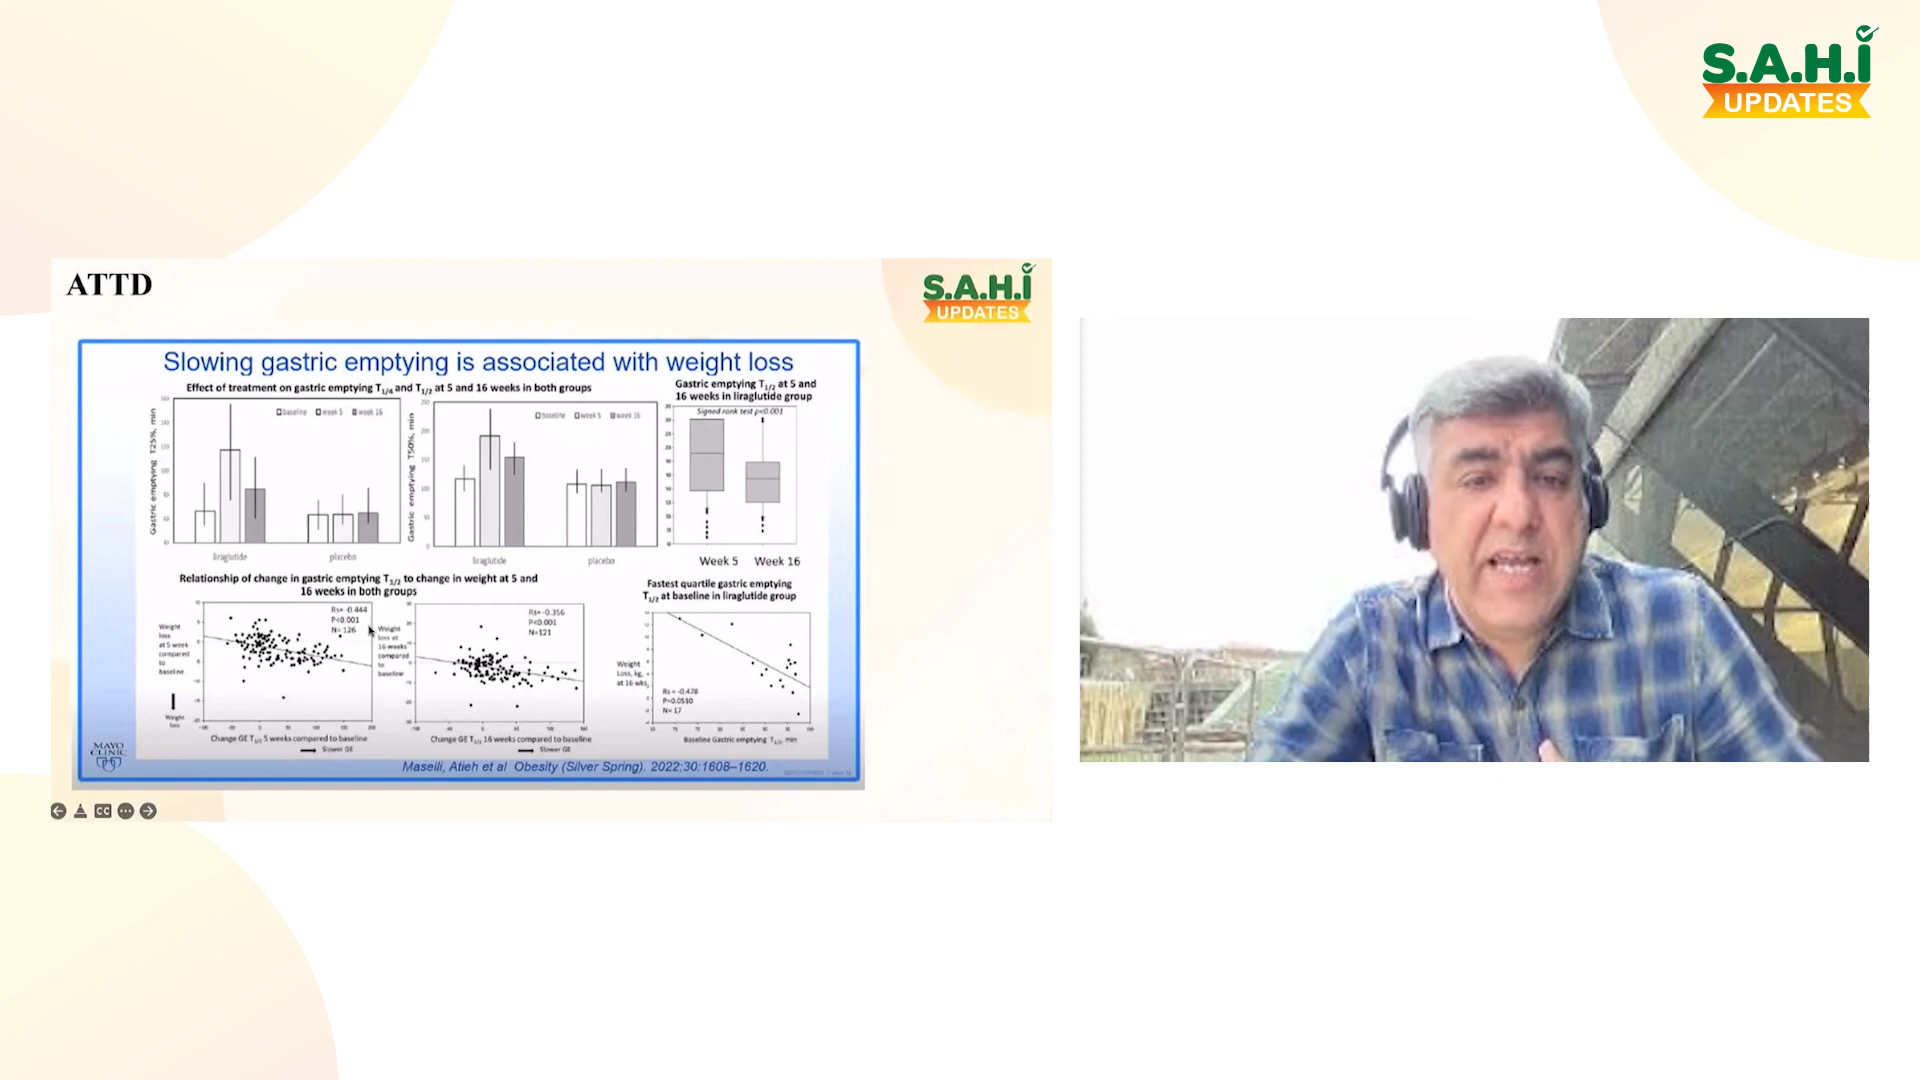 S.A.H.I
UPDATES
ATTD
S.A.H.I
UPDATES
Slowing gastric emptying is associated with weight loss
Effect of treatment on gastric emptying T1/4 and T1/2 at 5 and 16 weeks in both groups
Gastric emptying T1/2 at 5 and
16 weeks in liraglutide group
Gastric emptying T25%, min
baseline week 5 week 16
liraglutide
placebo
Gastric emptying T50%, min
baseline week 5 week 16
liraglutide
placebo
Signed rank test p<0.001
Week 5 Week 16
Relationship of change in gastric emptying T1/2 to change in weight at 5 and
16 weeks in both groups
Fastest quartile gastric emptying
T1/2 at baseline in liraglutide group
Weight
loss
at 5 week
compared
to
baseline
Weight
loss
Rs= -0.444
P<0.001
N= 126
Change GE T1/2 5 weeks compared to baseline
Slower GE
Weight
loss at
16 weeks
compared
to
baseline
Rs= -0.356
P<0.001
N=121
Change GE T1/2 16 weeks compared to baseline
Slower GE
Weight
Loss, kg,
at 16 wks
Rs = -0.478
P=0.0510
N= 17
Baseline Gastric emptying T1/2, min
MAYO
CLINIC
Maselli, Atieh et al Obesity (Silver Spring). 2022;30:1608–1620.
CC